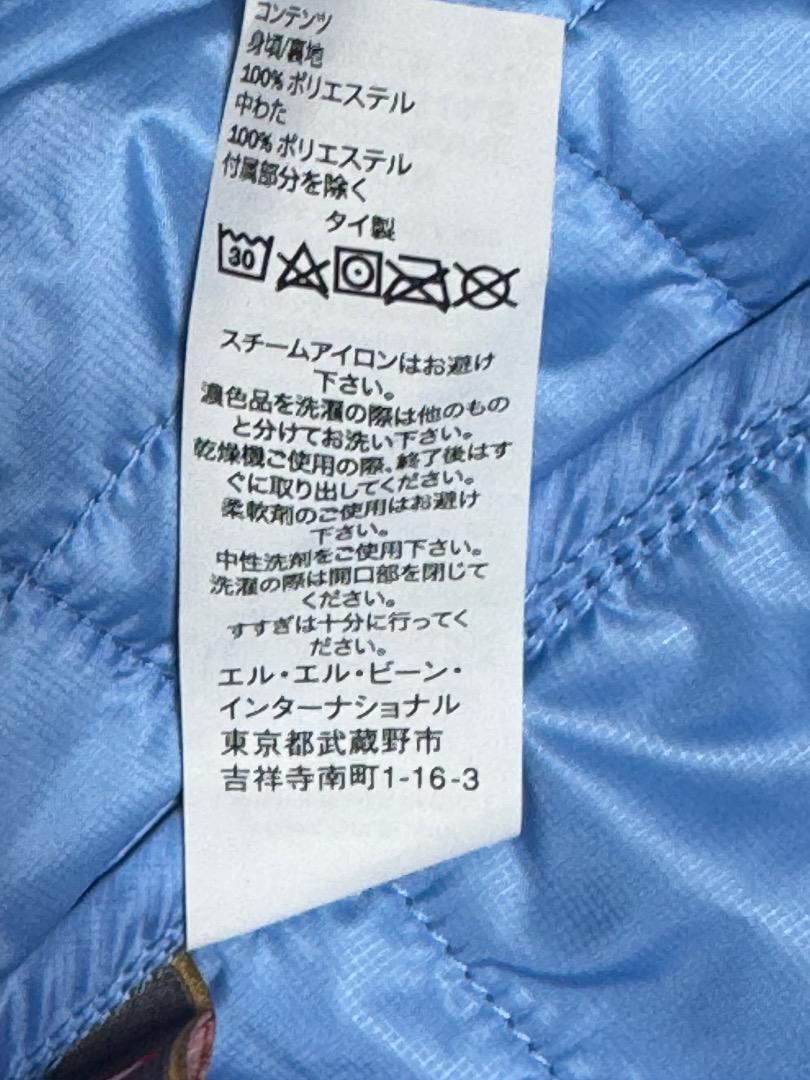 コンテンツ
身頃/裏地
100% ポリエステル
中わた
100% ポリエステル
付属部分を除く
タイ製
30
スチームアイロンはお避け
下さい。
濃色品を洗濯の際は他のもの
と分けてお洗い下さい。
乾燥機ご使用の際、終了後はす
ぐに取り出してください。
柔軟剤のご使用はお避け
下さい。
中性洗剤をご使用下さい。
洗濯の際は開口部を閉じて
ください。
すすぎは十分に行ってく
ださい。
エル・エル・ビーン・
インターナショナル
東京都武蔵野市
吉祥寺南町1-16-3